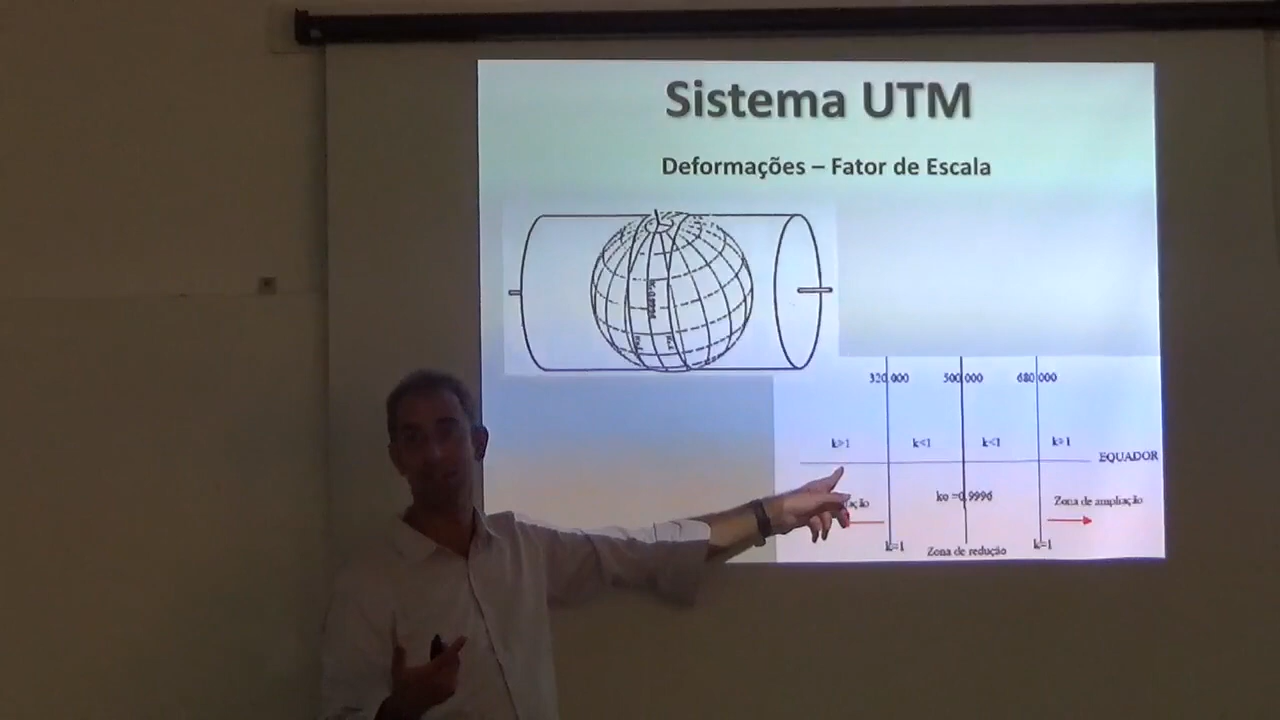 Sistema UTM
Deformações – Fator de Escala
320 000 500 000 680 000
k>1 k<1 k<1 k>1
EQUADOR
ação ko =0,9996 Zona de ampliação
k=1 k=1
Zona de redução